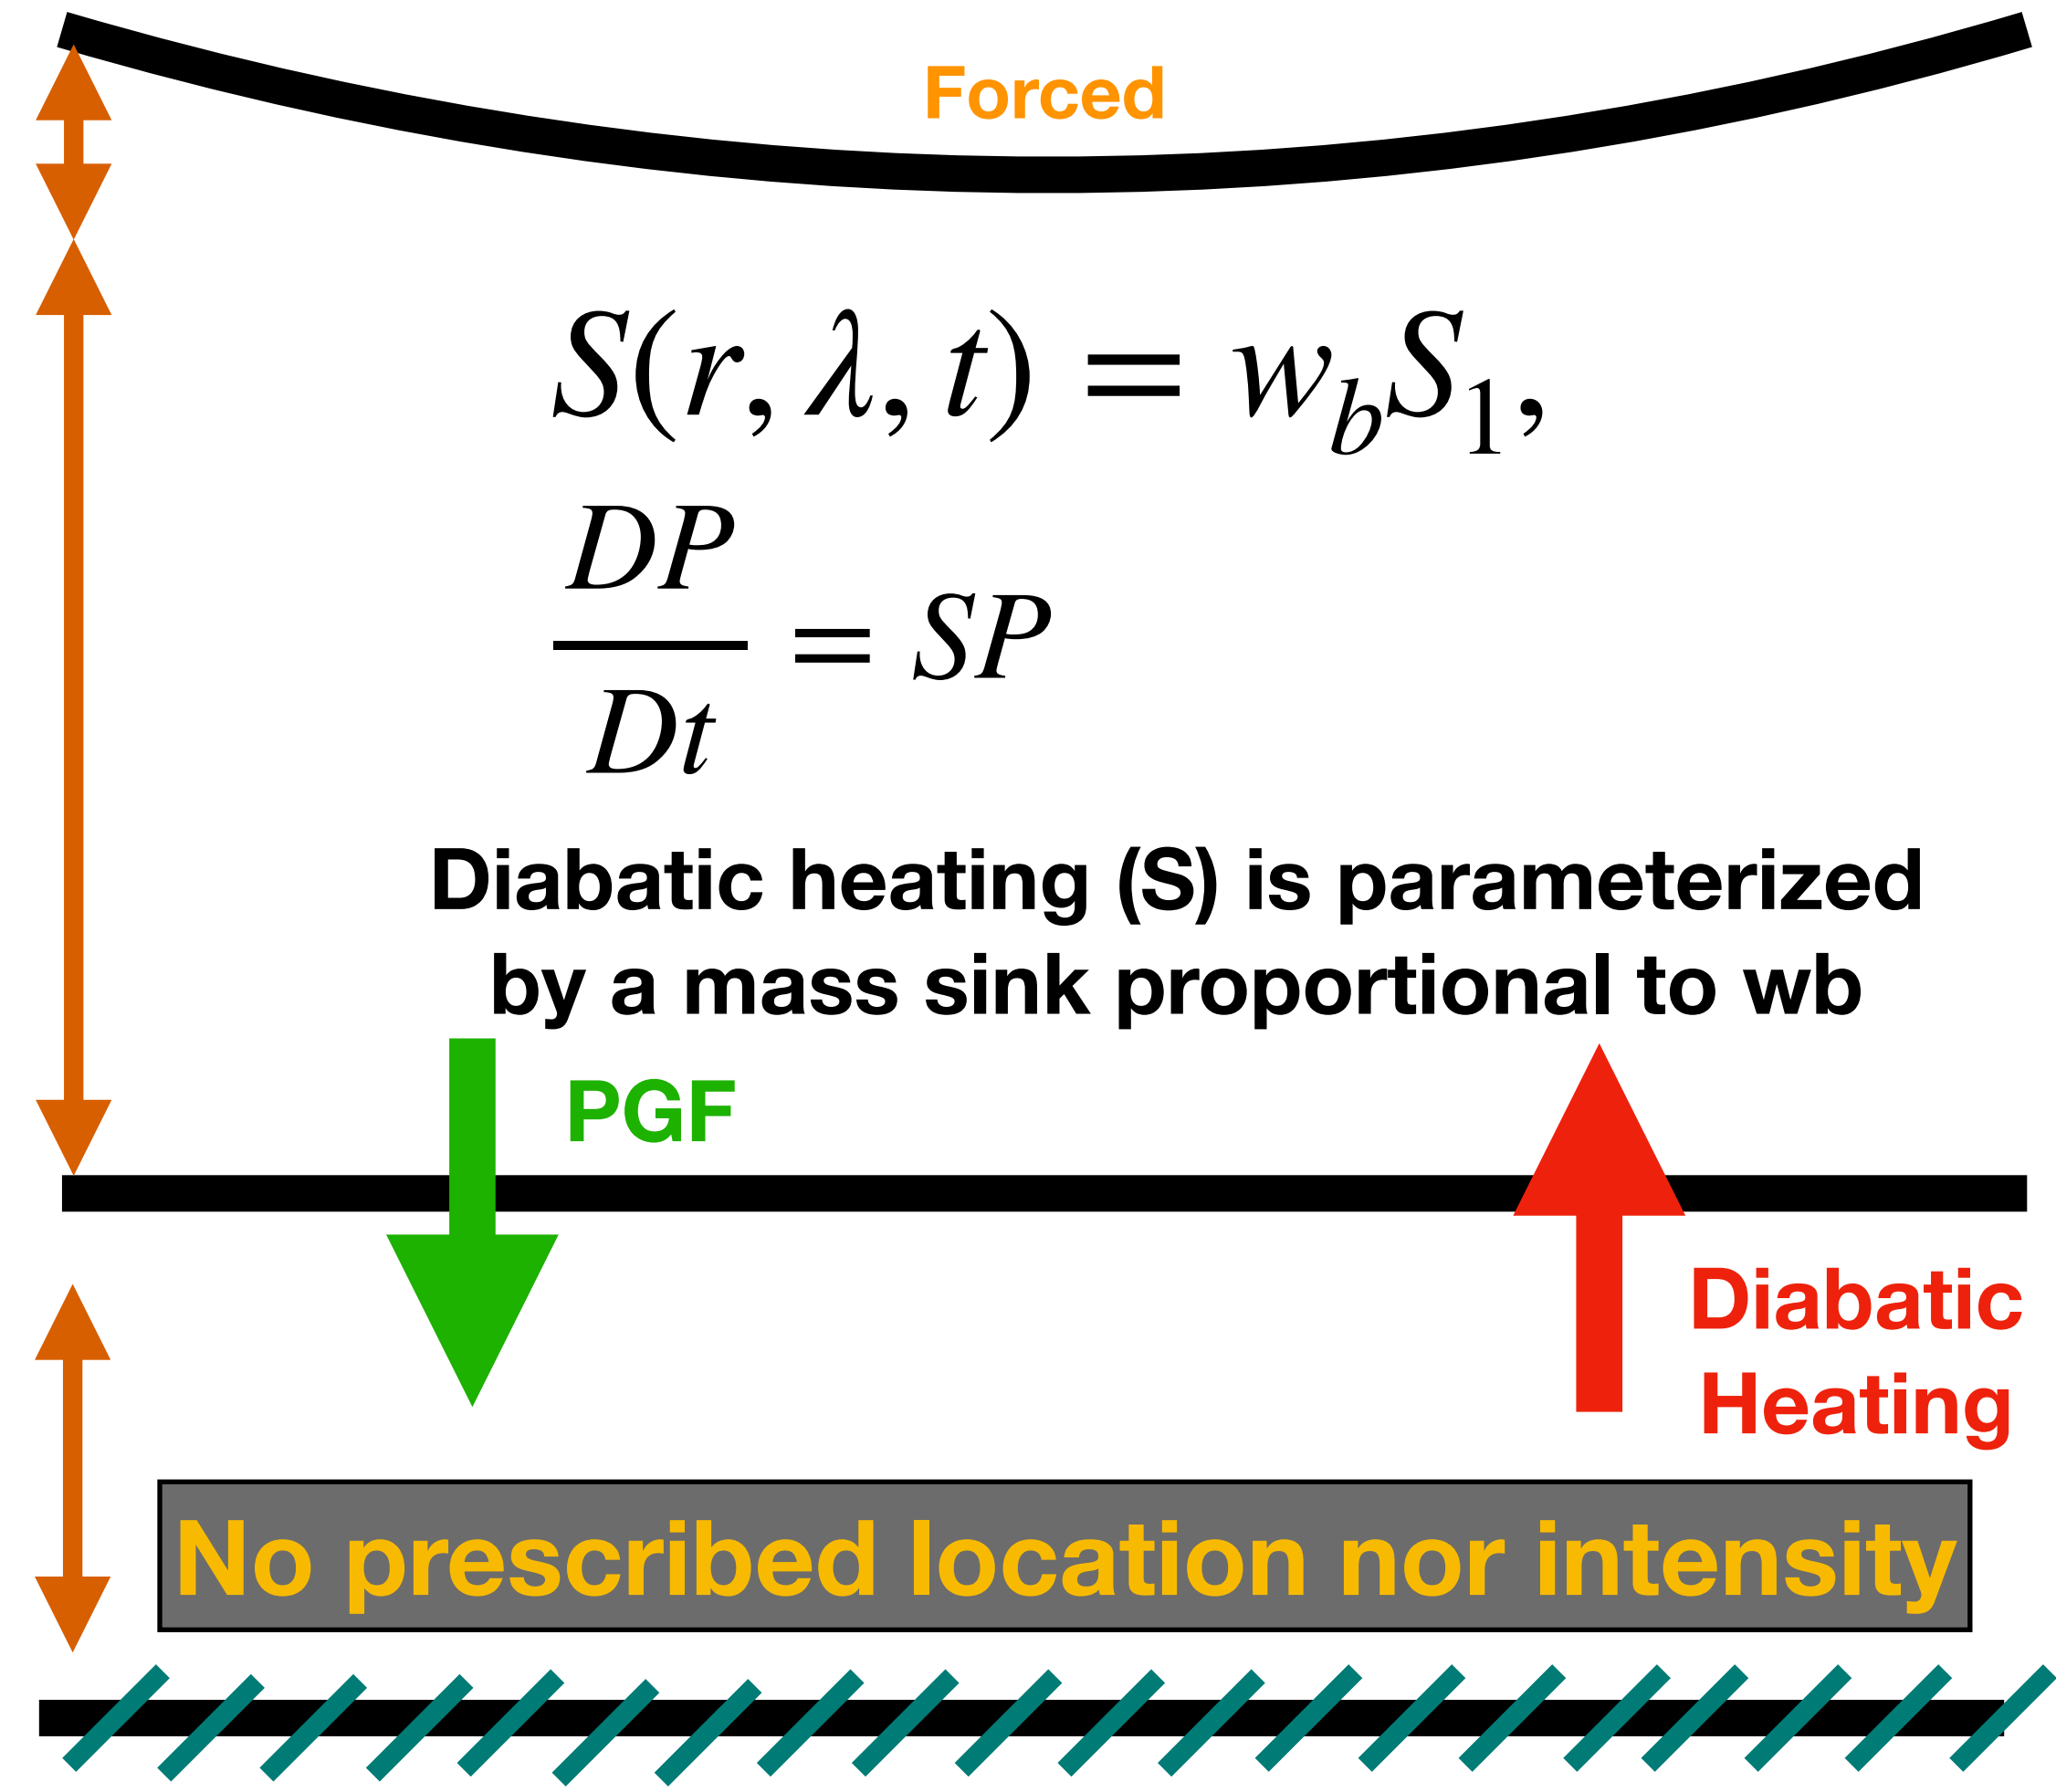 Forced
S(r, λ, t) = w_b S_1,
DP/Dt = SP
Diabatic heating (S) is parameterized
by a mass sink proportional to wb
PGF
Diabatic
Heating
No prescribed location nor intensity